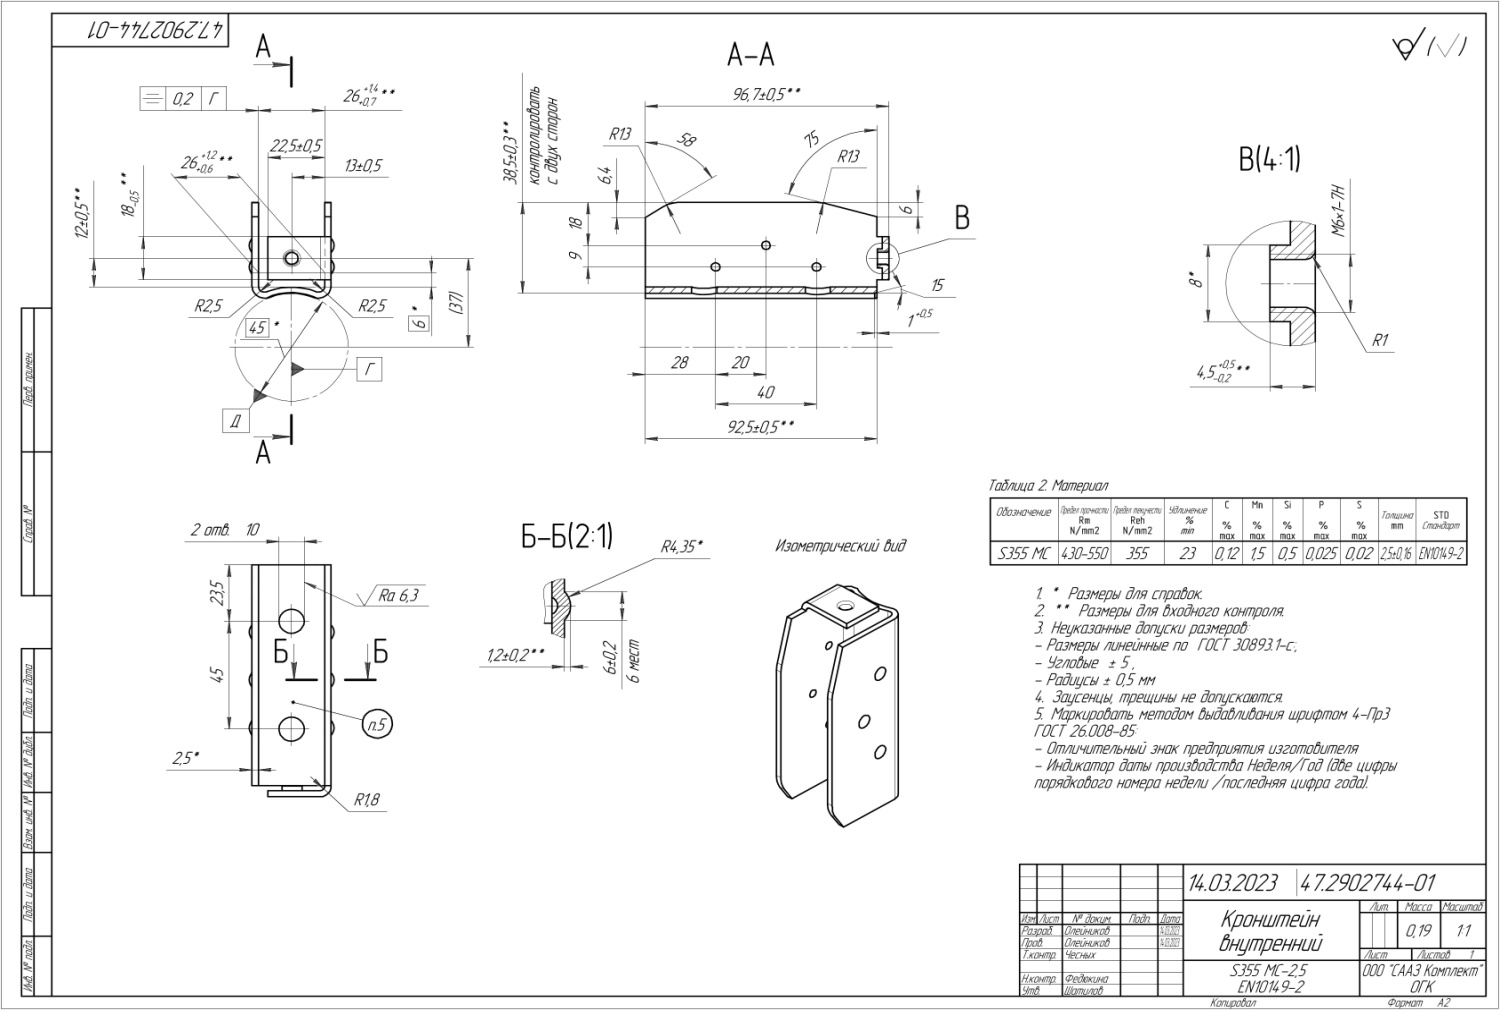 47.2902744-01
А
А-А
В(4:1)
0,2 Г
26 +1,4 +0,7 **
22,5±0,5
26 +1,2 +0,6 **
13±0,5
18 -0,5 **
12±0,5**
R2,5
R2,5
45 *
6 *
(37)
Г
Д
А
96,7±0,5**
38,5±0,3**
контролировать
с двух сторон
R13
58
75
R13
6,4
18
9
6
В
15
1 +0,5
28
20
40
92,5±0,5**
М6х1-7Н
8*
R1
4,5 +0,5 -0,2 **
2 отв. 10
23,5
45
Ra 6,3
Б
Б
п.5
2,5*
R1,8
Б-Б(2:1)
R4,35*
1,2±0,2**
6±0,2
6 мест
Изометрический вид
Таблица 2. Материал
Обозначение Предел прочности Rm N/mm2 Предел текучести Reh N/mm2 Удлинение % min C % max Mn % max Si % max P % max S % max Толщина mm STD Стандарт
S355 MC 430-550 355 23 0,12 1,5 0,5 0,025 0,02 2,5±0,16 EN10149-2
1. * Размеры для справок.
2. ** Размеры для входного контроля.
3. Неуказанные допуски размеров:
- Размеры линейные по ГОСТ 30893.1-с;
- Угловые ± 5°;
- Радиусы ± 0,5 мм
4. Заусенцы, трещины не допускаются.
5. Маркировать методом выдавливания шрифтом 4-Пр3
ГОСТ 26.008-85:
- Отличительный знак предприятия изготовителя
- Индикатор даты производства Неделя/Год (две цифры
порядкового номера недели /последняя цифра года).
Перв. примен.
Справ. №
Подп. и дата
Инв. № дубл.
Взам. инв. №
Подп. и дата
Инв. № подл.
14.03.2023 47.2902744-01
Изм. Лист № докум. Подп. Дата
Разраб. Олейников 14.03.2023
Пров. Олейников 14.03.2023
Т.контр. Чесных
Н.контр. Федюкина
Утв. Шатилов
Кронштейн
внутренний
Лит. Масса Масштаб
0,19 1:1
Лист Листов 1
S355 MC-2,5
EN10149-2
ООО "СААЗ Комплект"
ОГК
Копировал Формат А2